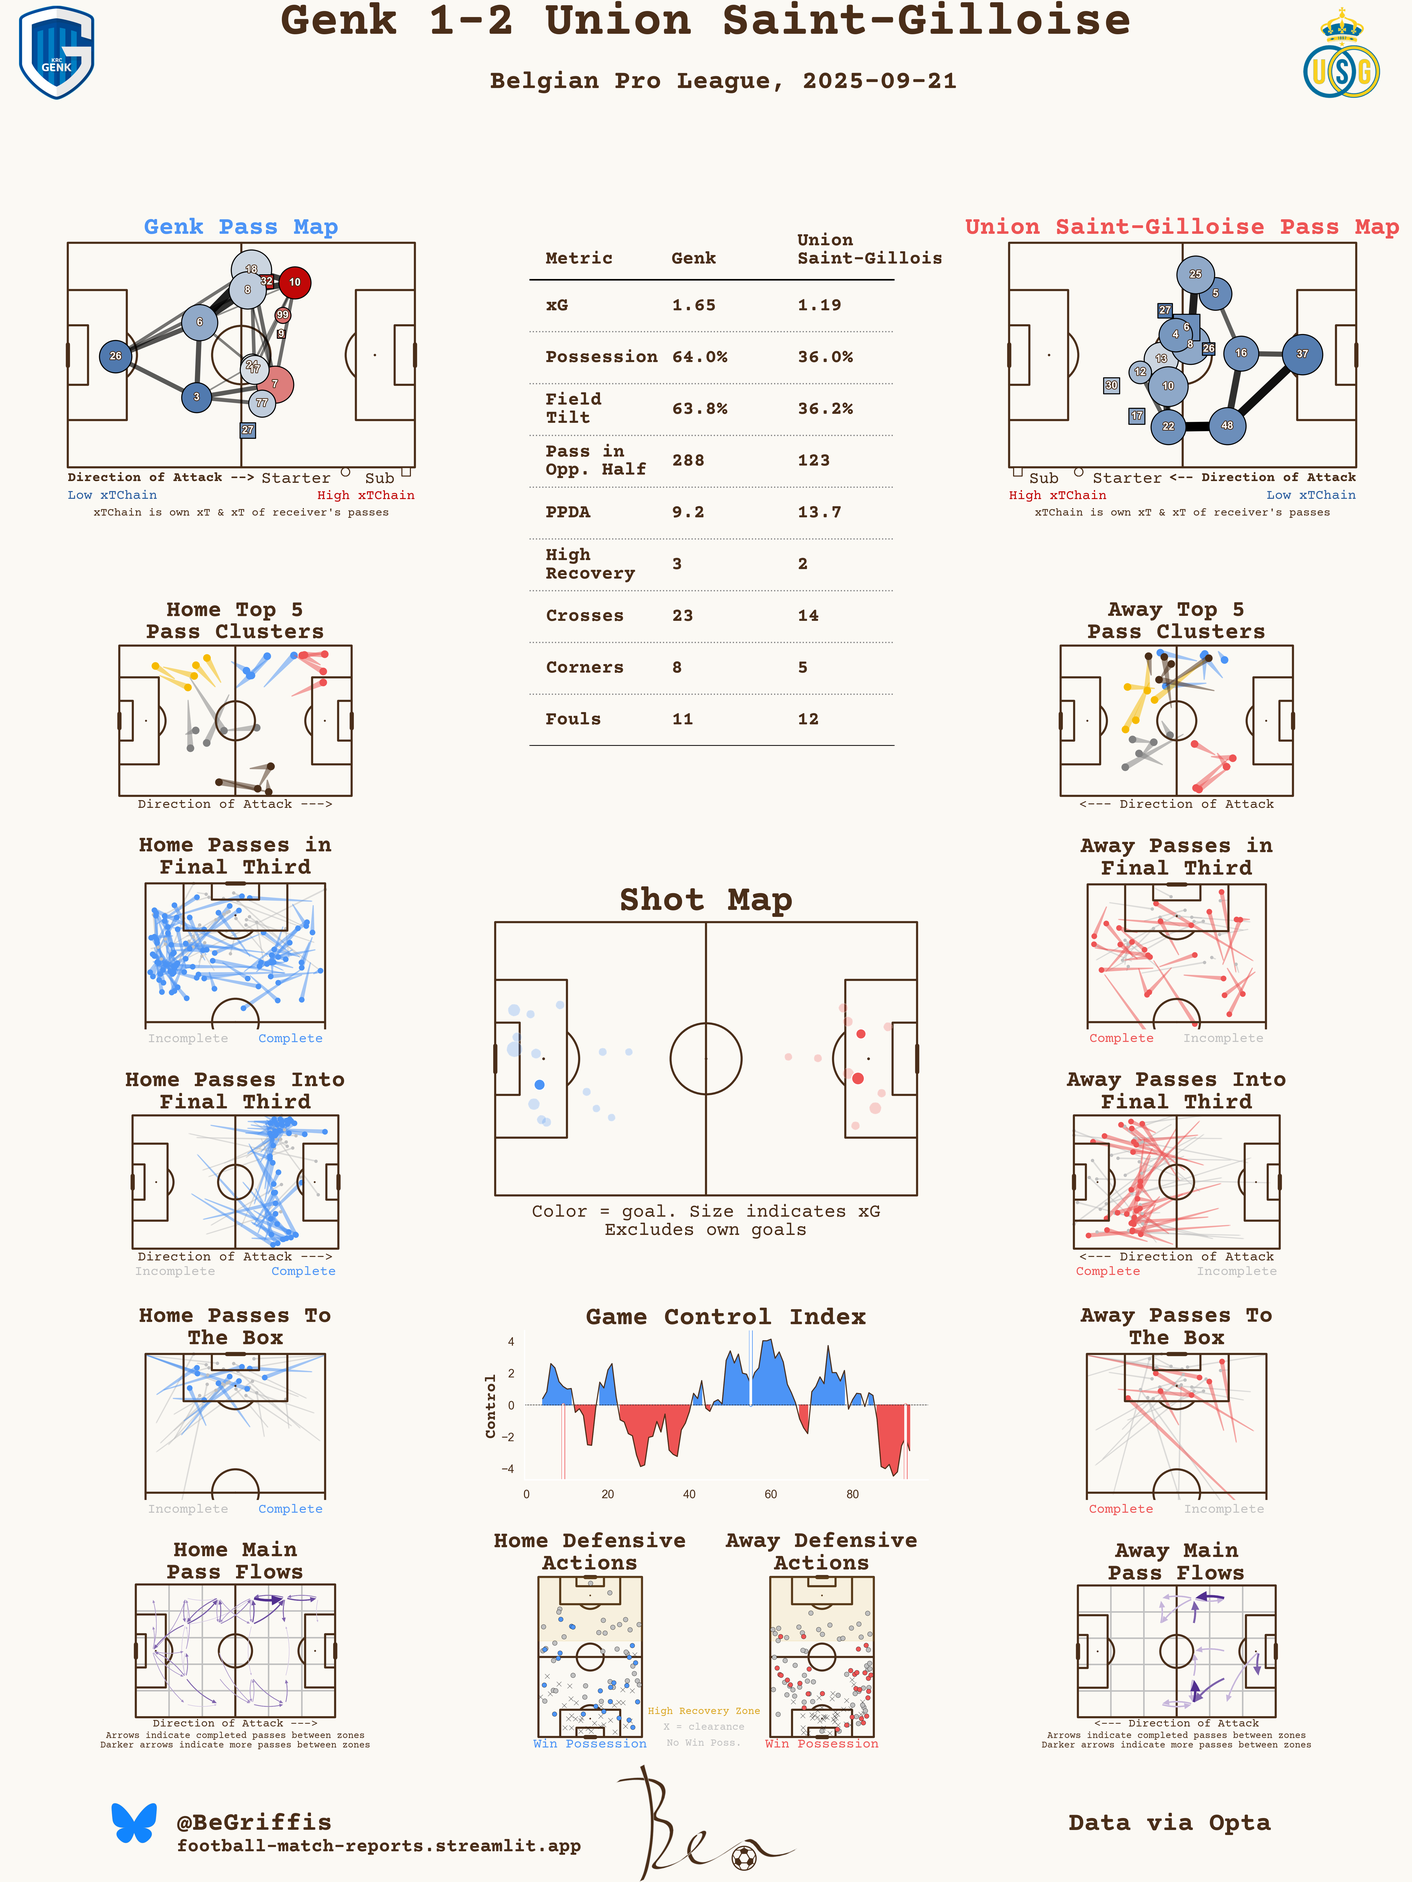 Genk 1-2 Union Saint-Gilloise
Belgian Pro League, 2025-09-21
KRC
GENK
1897
USG
Genk Pass Map
18
32
10
8
6
99
9
26
24
17
7
3
77
27
Direction of Attack --> Starter Sub
Low xTChain High xTChain
xTChain is own xT & xT of receiver's passes
Metric Genk Union
Saint-Gillois
xG 1.65 1.19
Possession 64.0% 36.0%
Field
Tilt 63.8% 36.2%
Pass in
Opp. Half 288 123
PPDA 9.2 13.7
High
Recovery 3 2
Crosses 23 14
Corners 8 5
Fouls 11 12
Union Saint-Gilloise Pass Map
25
5
27
6
4
8
26
13
16
37
12
30
10
17
22
48
Sub Starter <-- Direction of Attack
High xTChain Low xTChain
xTChain is own xT & xT of receiver's passes
Home Top 5
Pass Clusters
Direction of Attack --->
Away Top 5
Pass Clusters
<--- Direction of Attack
Home Passes in
Final Third
Incomplete Complete
Away Passes in
Final Third
Complete Incomplete
Shot Map
Color = goal. Size indicates xG
Excludes own goals
Home Passes Into
Final Third
Direction of Attack --->
Incomplete Complete
Away Passes Into
Final Third
<--- Direction of Attack
Complete Incomplete
Home Passes To
The Box
Incomplete Complete
Game Control Index
Control
4
2
0
−2
−4
0 20 40 60 80
Away Passes To
The Box
Complete Incomplete
Home Main
Pass Flows
Direction of Attack --->
Arrows indicate completed passes between zones
Darker arrows indicate more passes between zones
Home Defensive
Actions
Win Possession
High Recovery Zone
X = clearance
No Win Poss.
Away Defensive
Actions
Win Possession
Away Main
Pass Flows
<--- Direction of Attack
Arrows indicate completed passes between zones
Darker arrows indicate more passes between zones
@BeGriffis
football-match-reports.streamlit.app
Ben
Data via Opta